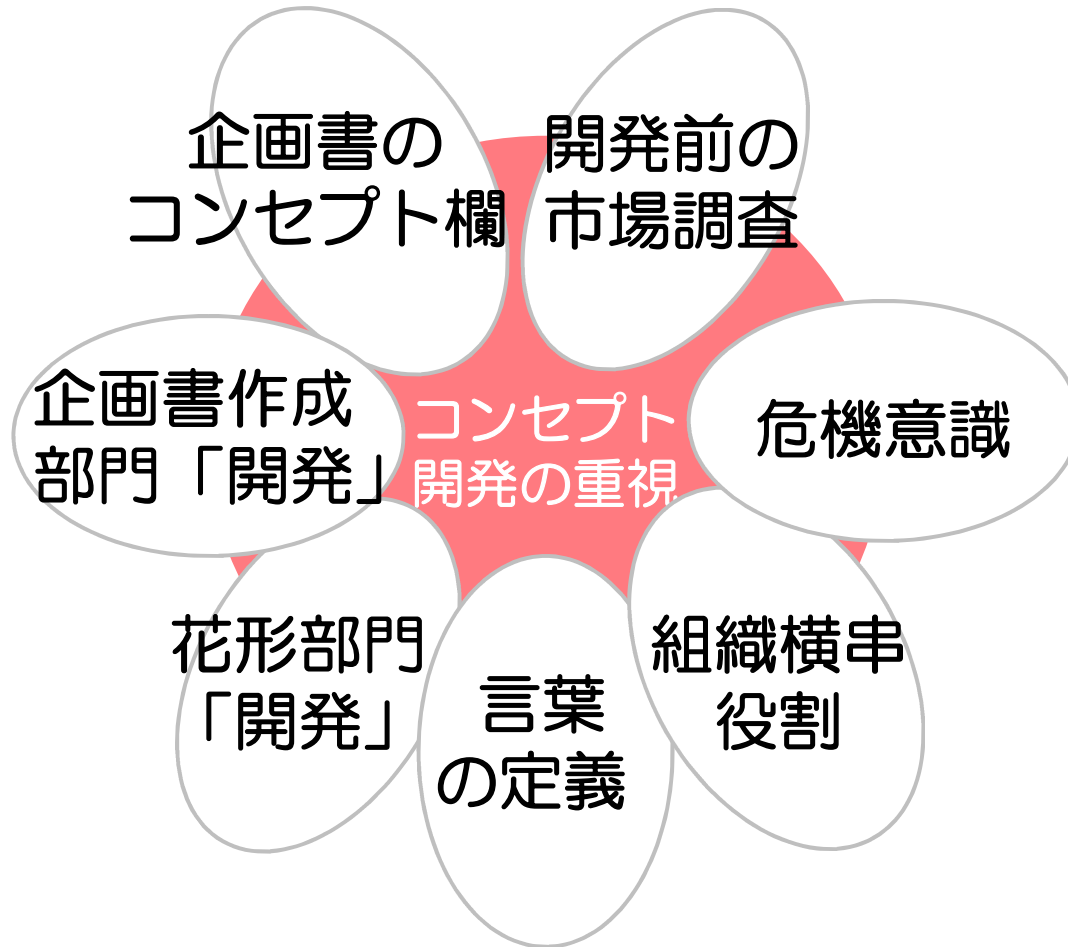 企画書の
コンセプト欄
開発前の
市場調査
企画書作成
部門「開発」
コンセプト
開発の重視
危機意識
花形部門
「開発」
言葉
の定義
組織横串
役割